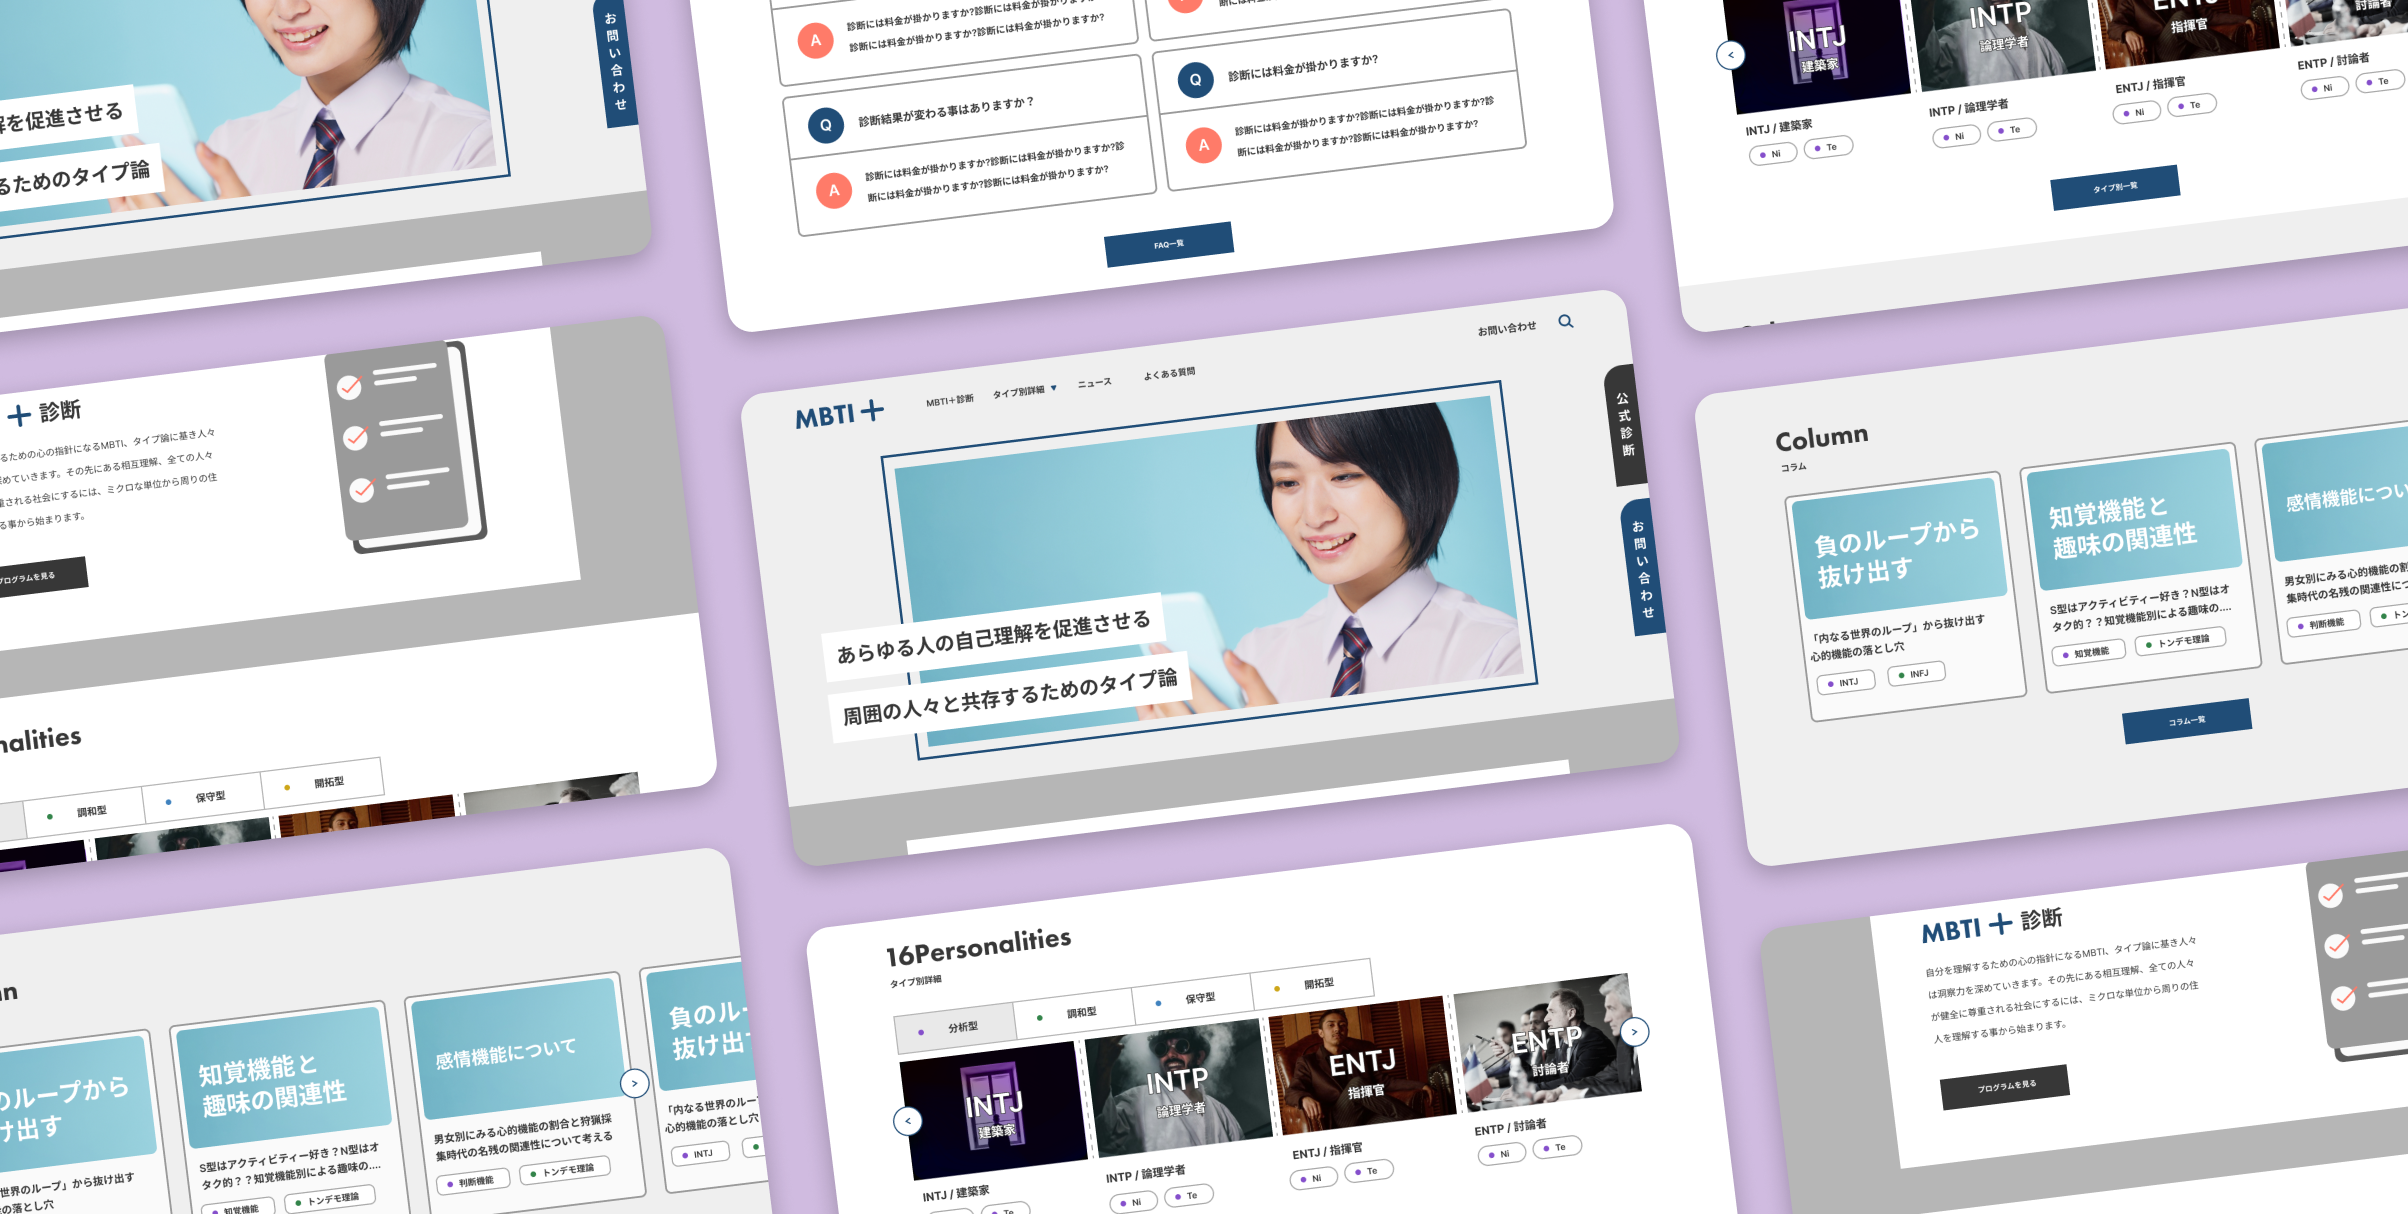 お問い合わせ
解を促進させる
るためのタイプ論
A
診断には料金が掛かりますか?診断には料金が掛かりますか?
診断には料金が掛かりますか?診断には料金が掛かりますか?
Q
診断結果が変わる事はありますか？
A
診断には料金が掛かりますか?診断には料金が掛かりますか?診
断には料金が掛かりますか?診断には料金が掛かりますか?
Q
診断には料金が掛かりますか?
A
診断には料金が掛かりますか?診断には料金が掛かりますか?診
断には料金が掛かりますか?診断には料金が掛かりますか?
FAQ一覧
<
INTJ
建築家
INTP
論理学者
ENTJ
指揮官
討論者
INTJ / 建築家
Ni
Te
INTP / 論理学者
Ni
Te
ENTJ / 指揮官
Ni
Te
ENTP / 討論者
Ni
Te
タイプ別一覧
診断
るための心の指針になるMBTI、タイプ論に基き人々
めていきます。その先にある相互理解、全ての人々
重される社会にするには、ミクロな単位から周りの住
る事から始まります。
プログラムを見る
nalities
調和型
保守型
開拓型
MBTI+
MBTI+診断
タイプ別詳細
ニュース
よくある質問
お問い合わせ
公式診断
お問い合わせ
あらゆる人の自己理解を促進させる
周囲の人々と共存するためのタイプ論
Column
コラム
負のループから
抜け出す
「内なる世界のループ」から抜け出す
心的機能の落とし穴
INTJ
INFJ
知覚機能と
趣味の関連性
S型はアクティビティー好き？N型はオ
タク的？？知覚機能別による趣味の....
知覚機能
トンデモ理論
感情機能につい
男女別にみる心的機能の割
集時代の名残の関連性につ
判断機能
トン
コラム一覧
n
のループから
け出す
世界のループ」から抜け出す
の落とし穴
知覚機能と
趣味の関連性
S型はアクティビティー好き？N型はオ
タク的？？知覚機能別による趣味の....
知覚機能
トンデモ理論
感情機能について
>
男女別にみる心的機能の割合と狩猟採
集時代の名残の関連性について考える
判断機能
トンデモ理論
負のルー
抜け出
「内なる世界のルー
心的機能の落とし穴
INTJ
16Personalities
タイプ別詳細
分析型
調和型
保守型
開拓型
<
INTJ
建築家
INTP
論理学者
ENTJ
指揮官
ENTP
討論者
>
INTJ / 建築家
Te
INTP / 論理学者
Ni
Te
ENTJ / 指揮官
Ni
Te
ENTP / 討論者
Ni
Te
MBTI+診断
自分を理解するための心の指針になるMBTI、タイプ論に基き人々
は洞察力を深めていきます。その先にある相互理解、全ての人々
が健全に尊重される社会にするには、ミクロな単位から周りの住
人を理解する事から始まります。
プログラムを見る